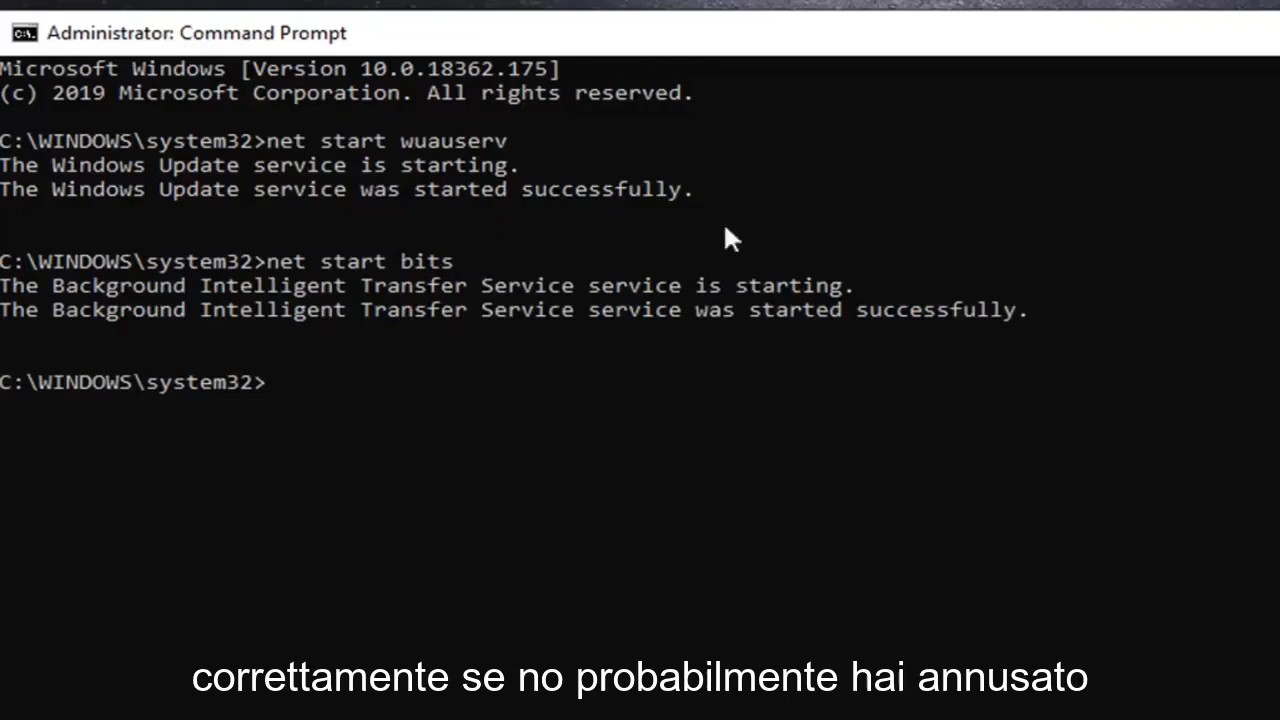 Administrator: Command Prompt
Microsoft Windows [Version 10.0.18362.175]
(c) 2019 Microsoft Corporation. All rights reserved.
C:\WINDOWS\system32>net start wuauserv
The Windows Update service is starting.
The Windows Update service was started successfully.
C:\WINDOWS\system32>net start bits
The Background Intelligent Transfer Service service is starting.
The Background Intelligent Transfer Service service was started successfully.
C:\WINDOWS\system32>
correttamente se no probabilmente hai annusato